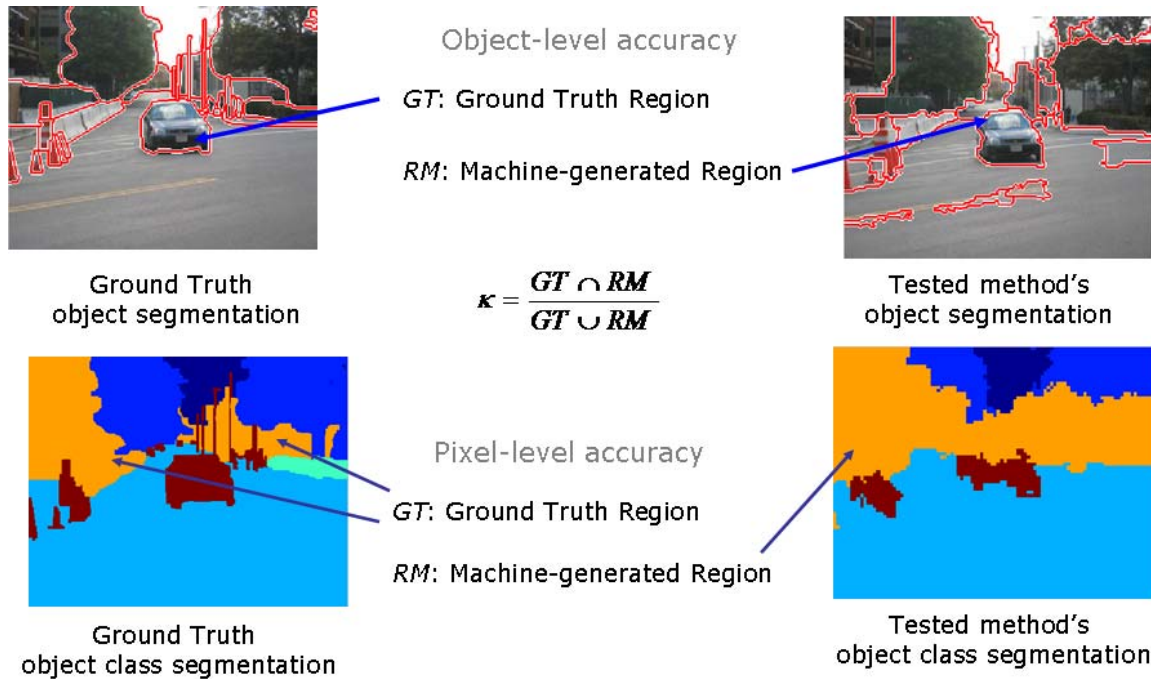 Object-level accuracy
GT: Ground Truth Region
RM: Machine-generated Region
Ground Truth
object segmentation
κ = GT ∩ RM / GT ∪ RM
Tested method's
object segmentation
Pixel-level accuracy
GT: Ground Truth Region
RM: Machine-generated Region
Ground Truth
object class segmentation
Tested method's
object class segmentation